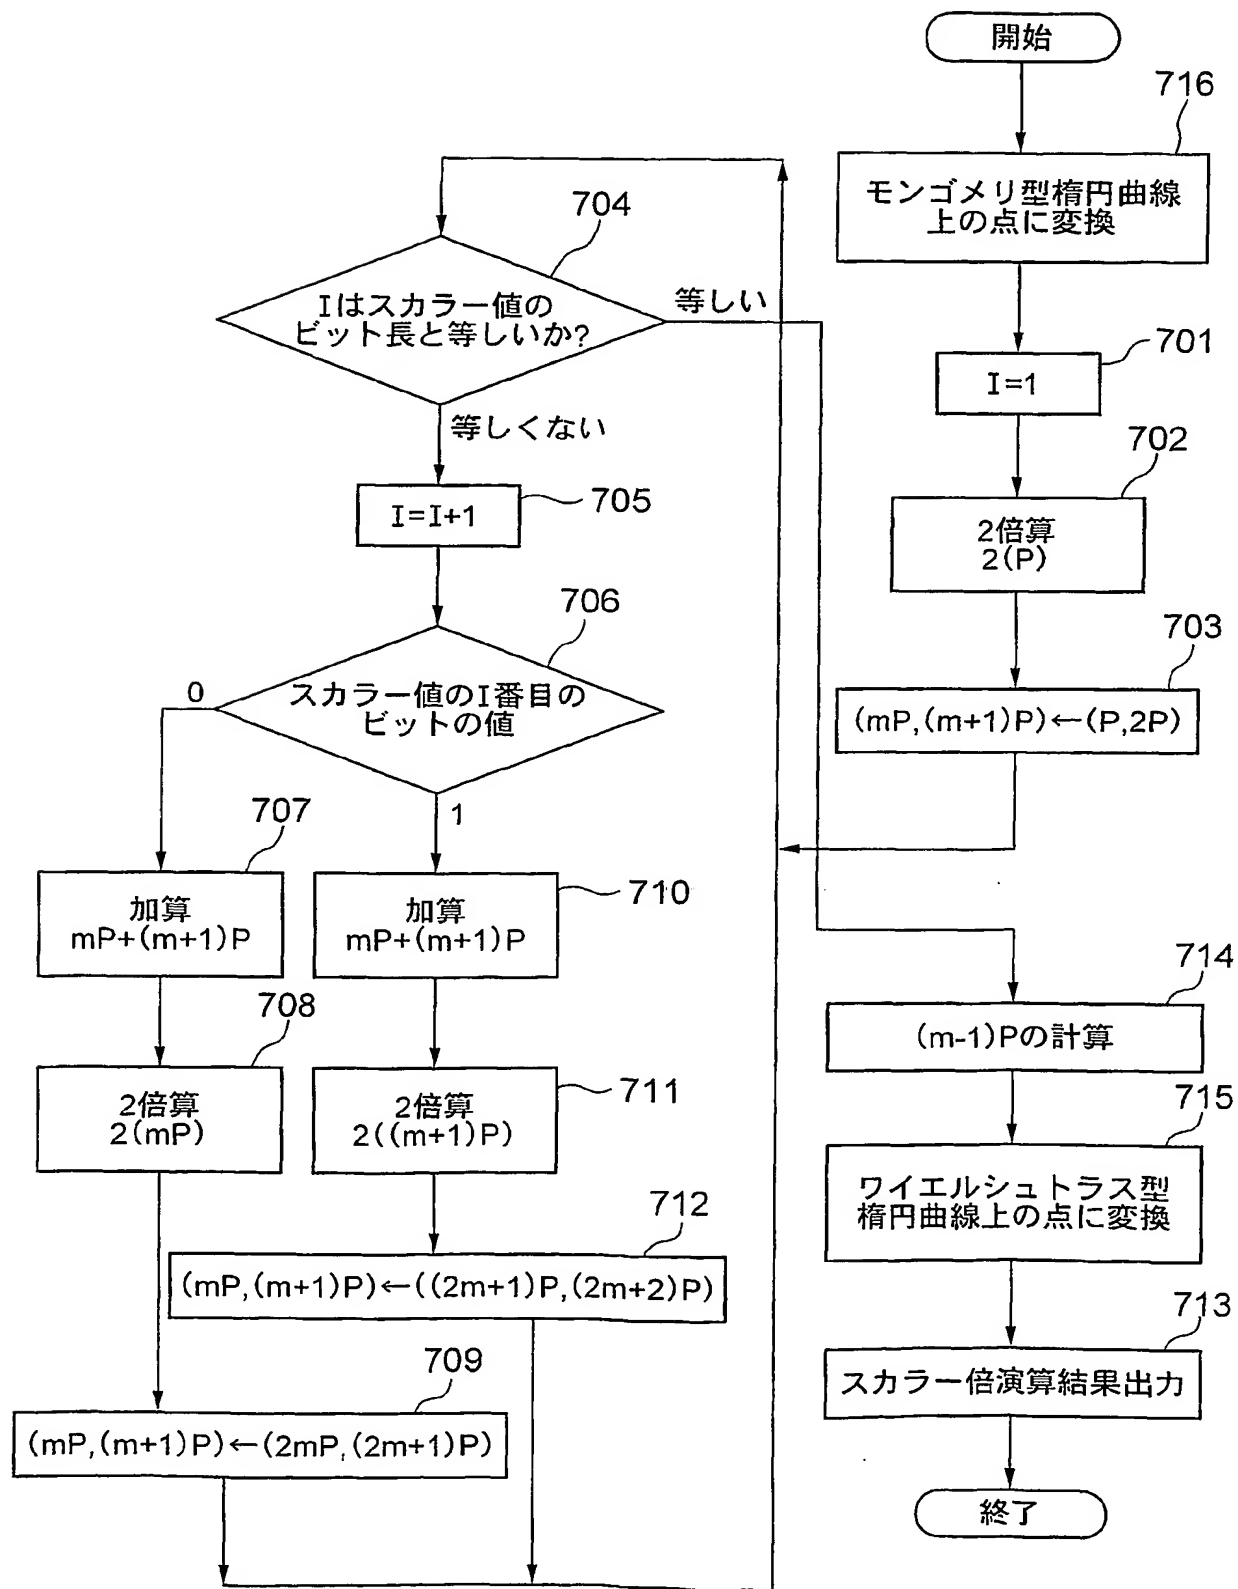 開始
716
モンゴメリ型楕円曲線
上の点に変換
701
I=1
702
2倍算
2(P)
703
(mP,(m+1)P)←(P,2P)
704
Iはスカラー値の
ビット長と等しいか?
等しい
等しくない
705
I=I+1
706
スカラー値のI番目の
ビットの値
0
1
707
加算
mP+(m+1)P
710
加算
mP+(m+1)P
708
2倍算
2(mP)
711
2倍算
2((m+1)P)
712
(mP,(m+1)P)←((2m+1)P,(2m+2)P)
709
(mP,(m+1)P)←(2mP,(2m+1)P)
714
(m-1)Pの計算
715
ワイエルシュトラス型
楕円曲線上の点に変換
713
スカラー倍演算結果出力
終了